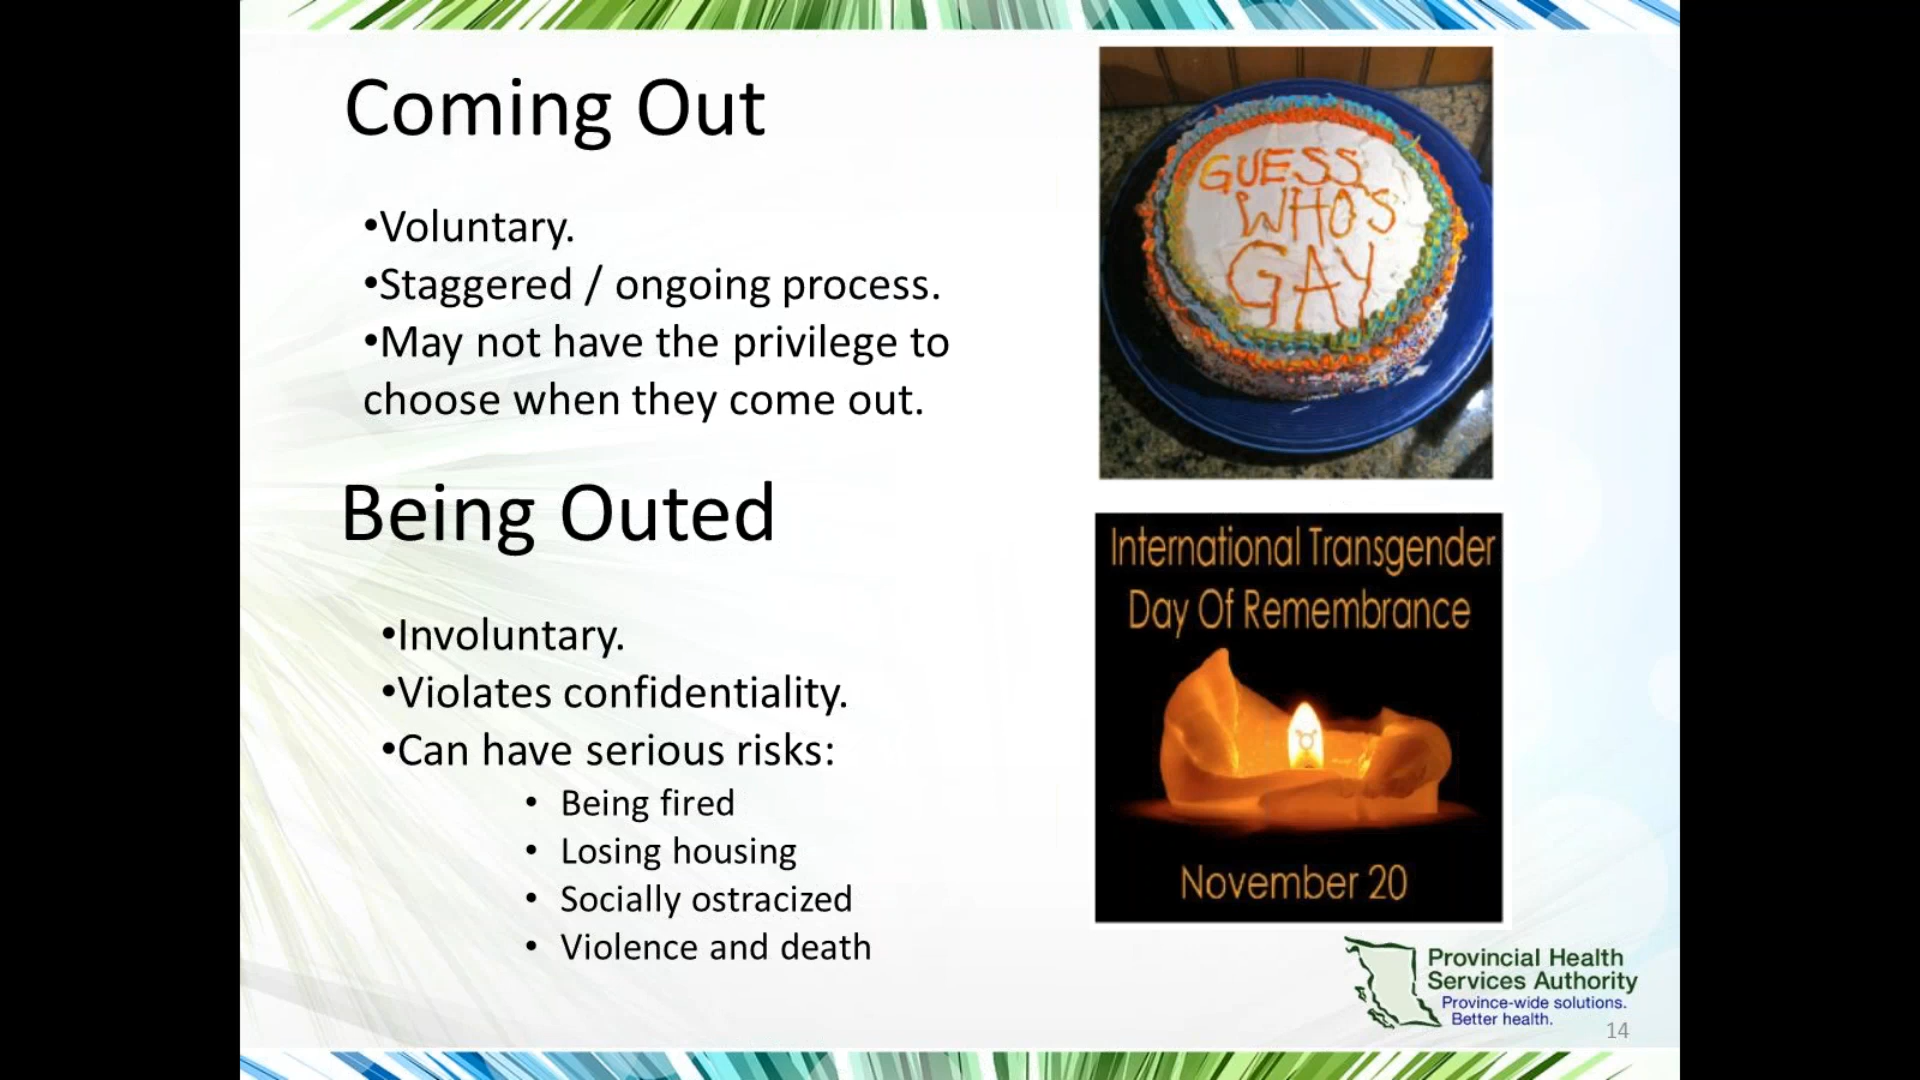 Coming Out
•Voluntary.
•Staggered / ongoing process.
•May not have the privilege to
choose when they come out.
GUESS
WHO'S
GAY
Being Outed
•Involuntary.
•Violates confidentiality.
•Can have serious risks:
• Being fired
• Losing housing
• Socially ostracized
• Violence and death
International Transgender
Day Of Remembrance
November 20
Provincial Health
Services Authority
Province-wide solutions.
Better health.
14